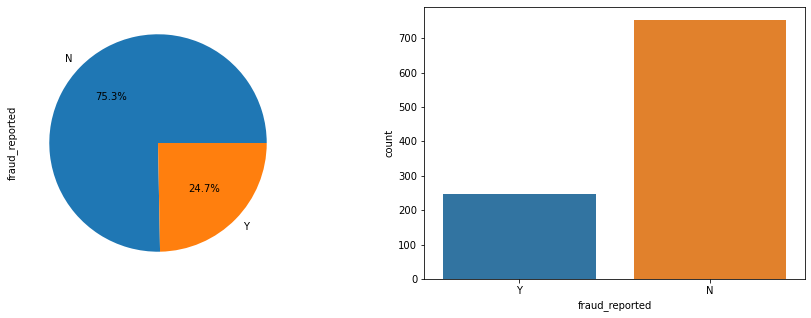 fraud_reported
N
75.3%
24.7%
Y
count
700
600
500
400
300
200
100
0
Y
N
fraud_reported